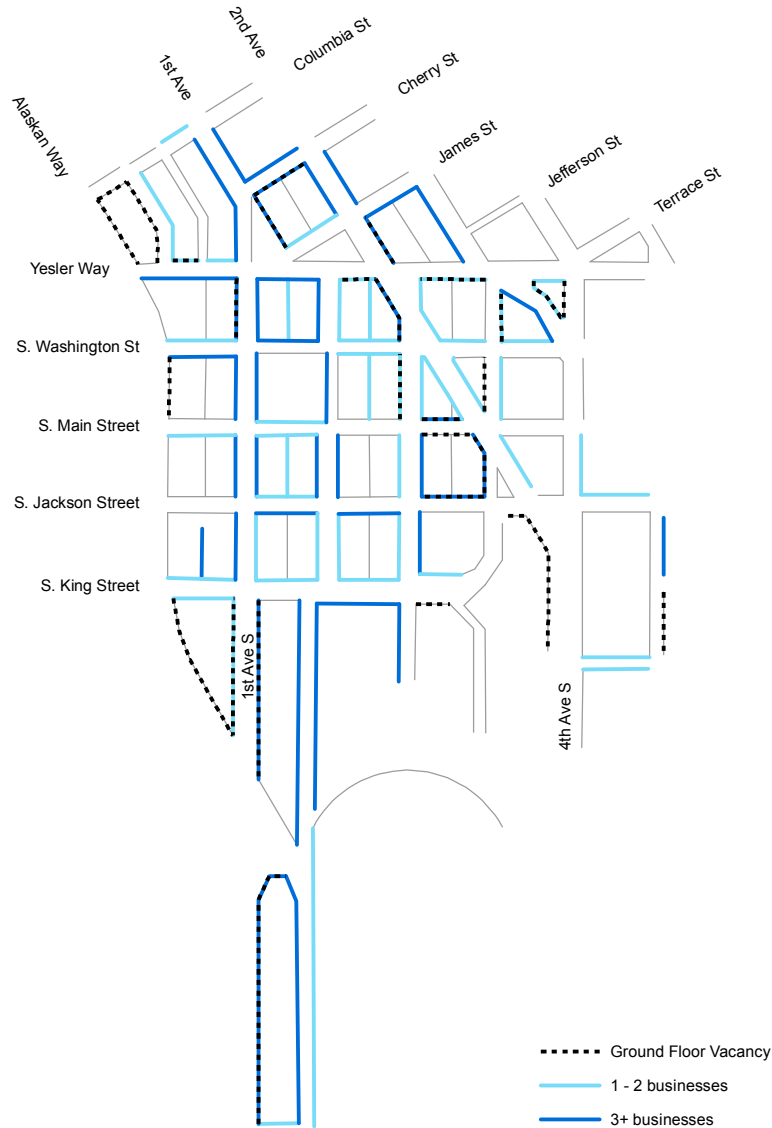 2nd Ave
Columbia St
1st Ave
Cherry St
Alaskan Way
James St
Jefferson St
Terrace St
Yesler Way
S. Washington St
S. Main Street
S. Jackson Street
S. King Street
1st Ave S
4th Ave S
Ground Floor Vacancy
1 - 2 businesses
3+ businesses